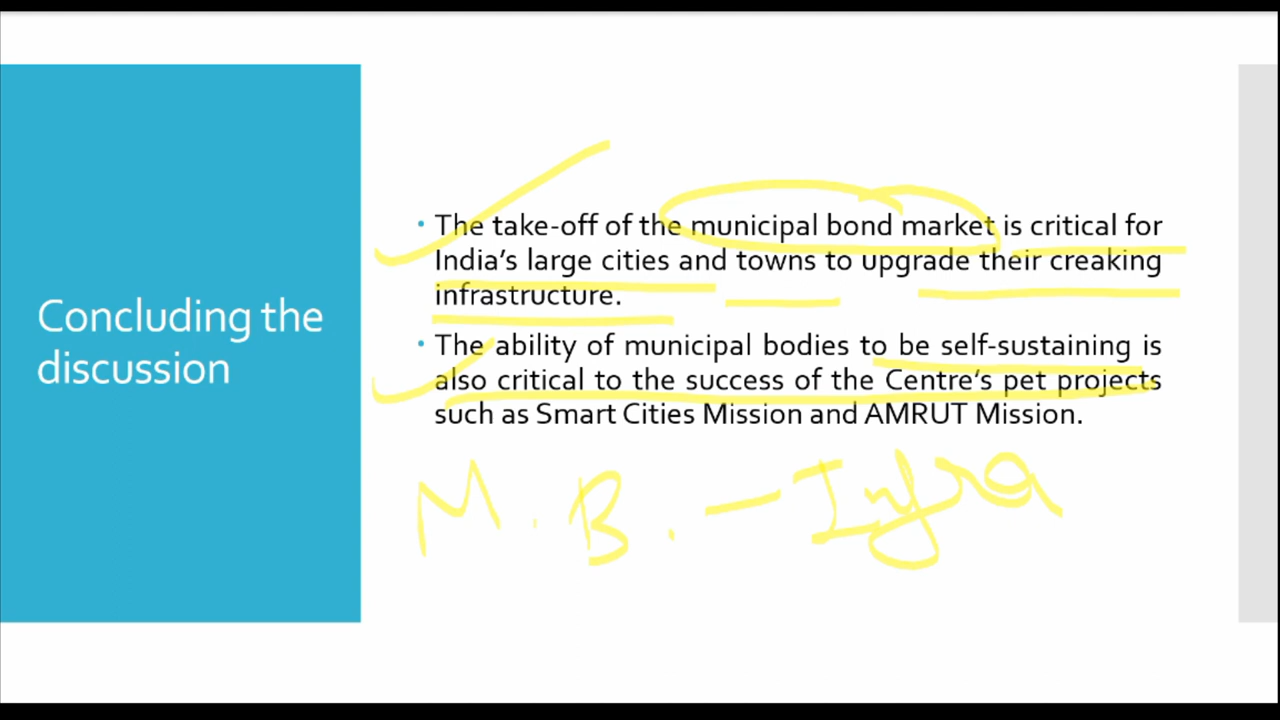 Concluding the
discussion
• The take-off of the municipal bond market is critical for
India's large cities and towns to upgrade their creaking
infrastructure.
• The ability of municipal bodies to be self-sustaining is
also critical to the success of the Centre's pet projects
such as Smart Cities Mission and AMRUT Mission.
M. B. - Infra